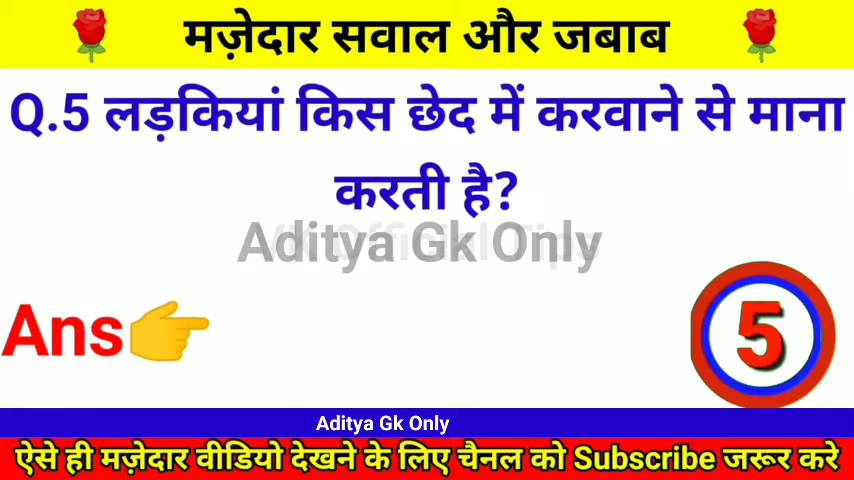 मज़ेदार सवाल और जबाब
Q.5 लड़कियां किस छेद में करवाने से माना
करती है?
Aditya Gk Only
Ans
5
Aditya Gk Only
ऐसे ही मज़ेदार वीडियो देखने के लिए चैनल को Subscribe जरूर करे